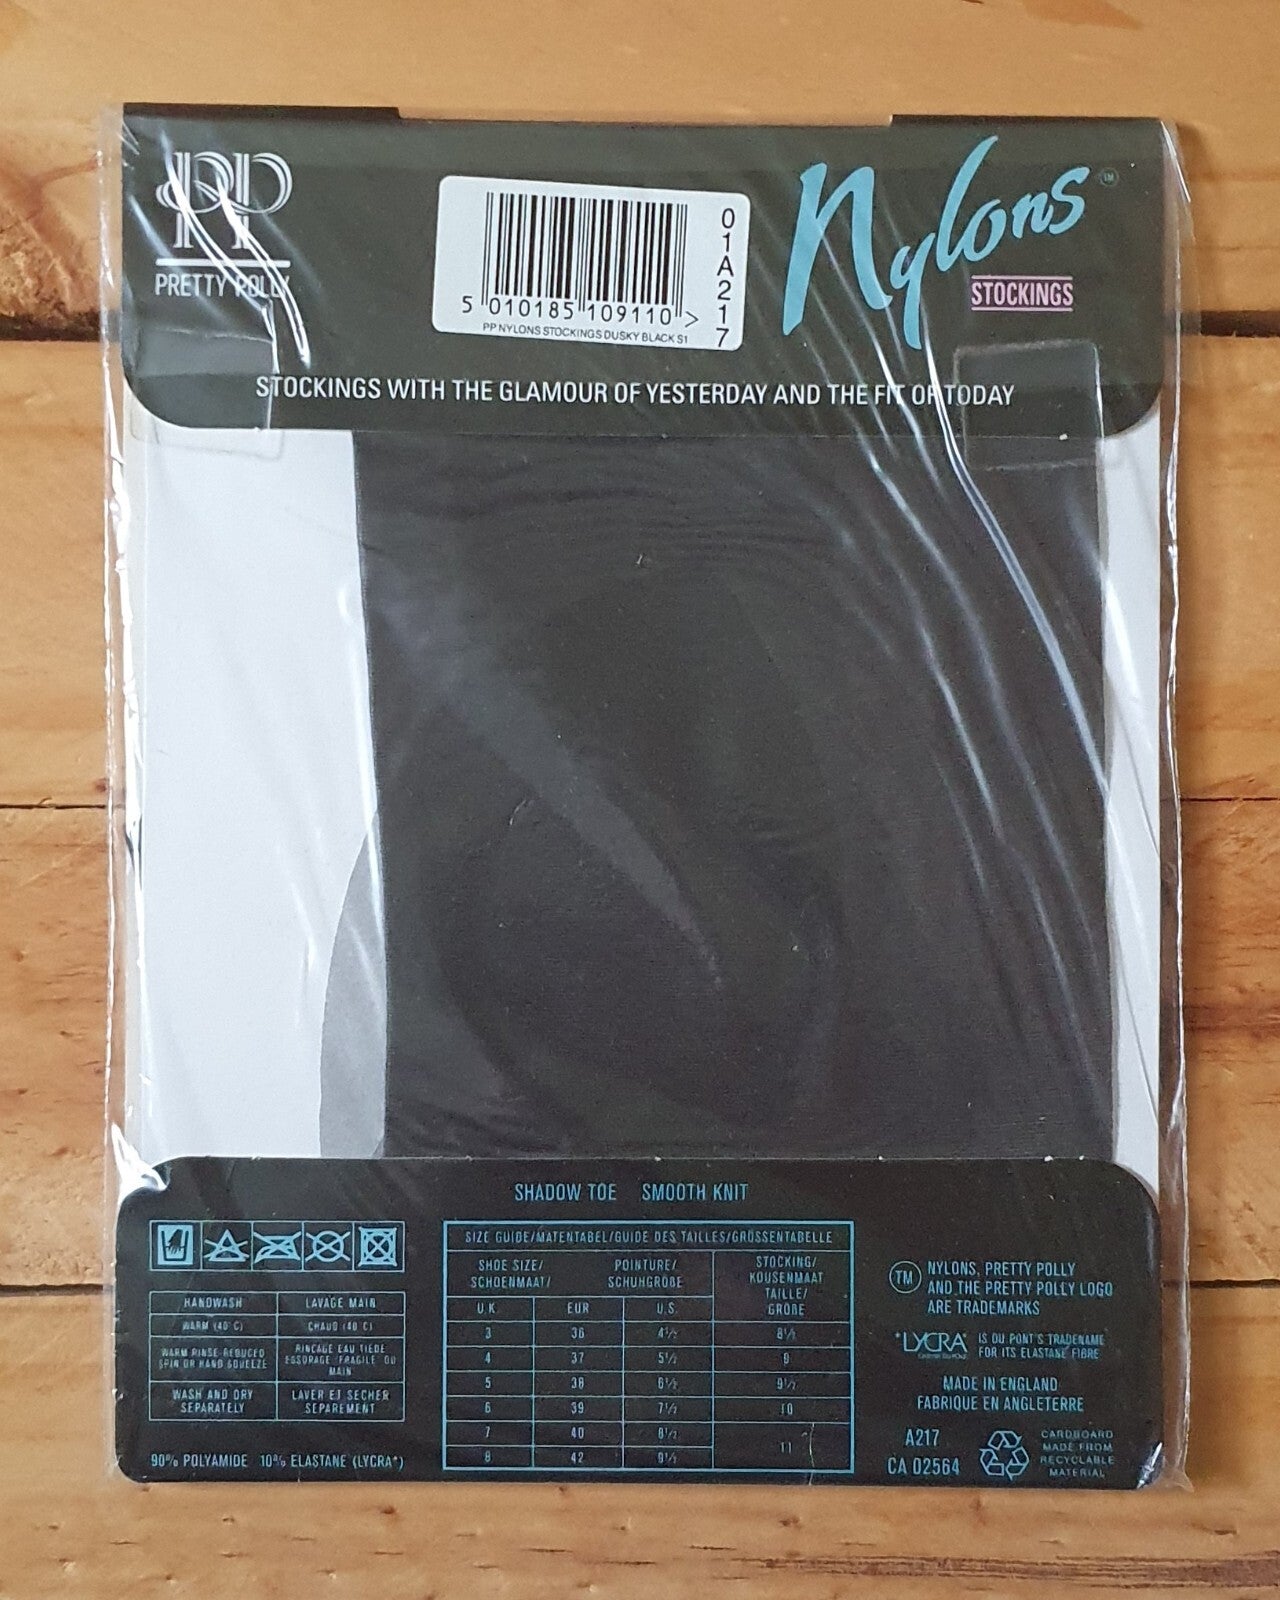 PP
PRETTY POLLY
5 010185 109110 >
PP NYLONS STOCKINGS DUSKY BLACK S1
01A217
Nylons TM
STOCKINGS
STOCKINGS WITH THE GLAMOUR OF YESTERDAY AND THE FIT OF TODAY
SHADOW TOE SMOOTH KNIT
HANDWASH LAVAGE MAIN
WARM (40°C) CHAUD (40°C)
WARM RINSE REDUCED
SPIN OR HAND SQUEEZE
RINCAGE EAU TIEDE
ESSORAGE FRAGILE OU
MAIN
WASH AND DRY
SEPARATELY
LAVER ET SECHER
SEPAREMENT
90% POLYAMIDE 10% ELASTANE (LYCRA*)
SIZE GUIDE/MATENTABEL/GUIDE DES TAILLES/GRÖSSENTABELLE
SHOE SIZE/ POINTURE/
SCHOENMAAT/ SCHUHGRÖßE
STOCKING/
KOUSENMAAT
TAILLE/
GRÖßE
U.K. EUR U.S.
3 36 4½ 8½
4 37 5½ 9
5 38 6½ 9½
6 39 7½ 10
7 40 8½
11
8 42 9½
TM NYLONS, PRETTY POLLY
AND THE PRETTY POLLY LOGO
ARE TRADEMARKS
*LYCRA* IS DU PONT'S TRADENAME
FOR ITS ELASTANE FIBRE
MADE IN ENGLAND
FABRIQUE EN ANGLETERRE
A217
CA 02564
CARDBOARD
MADE FROM
RECYCLABLE
MATERIAL